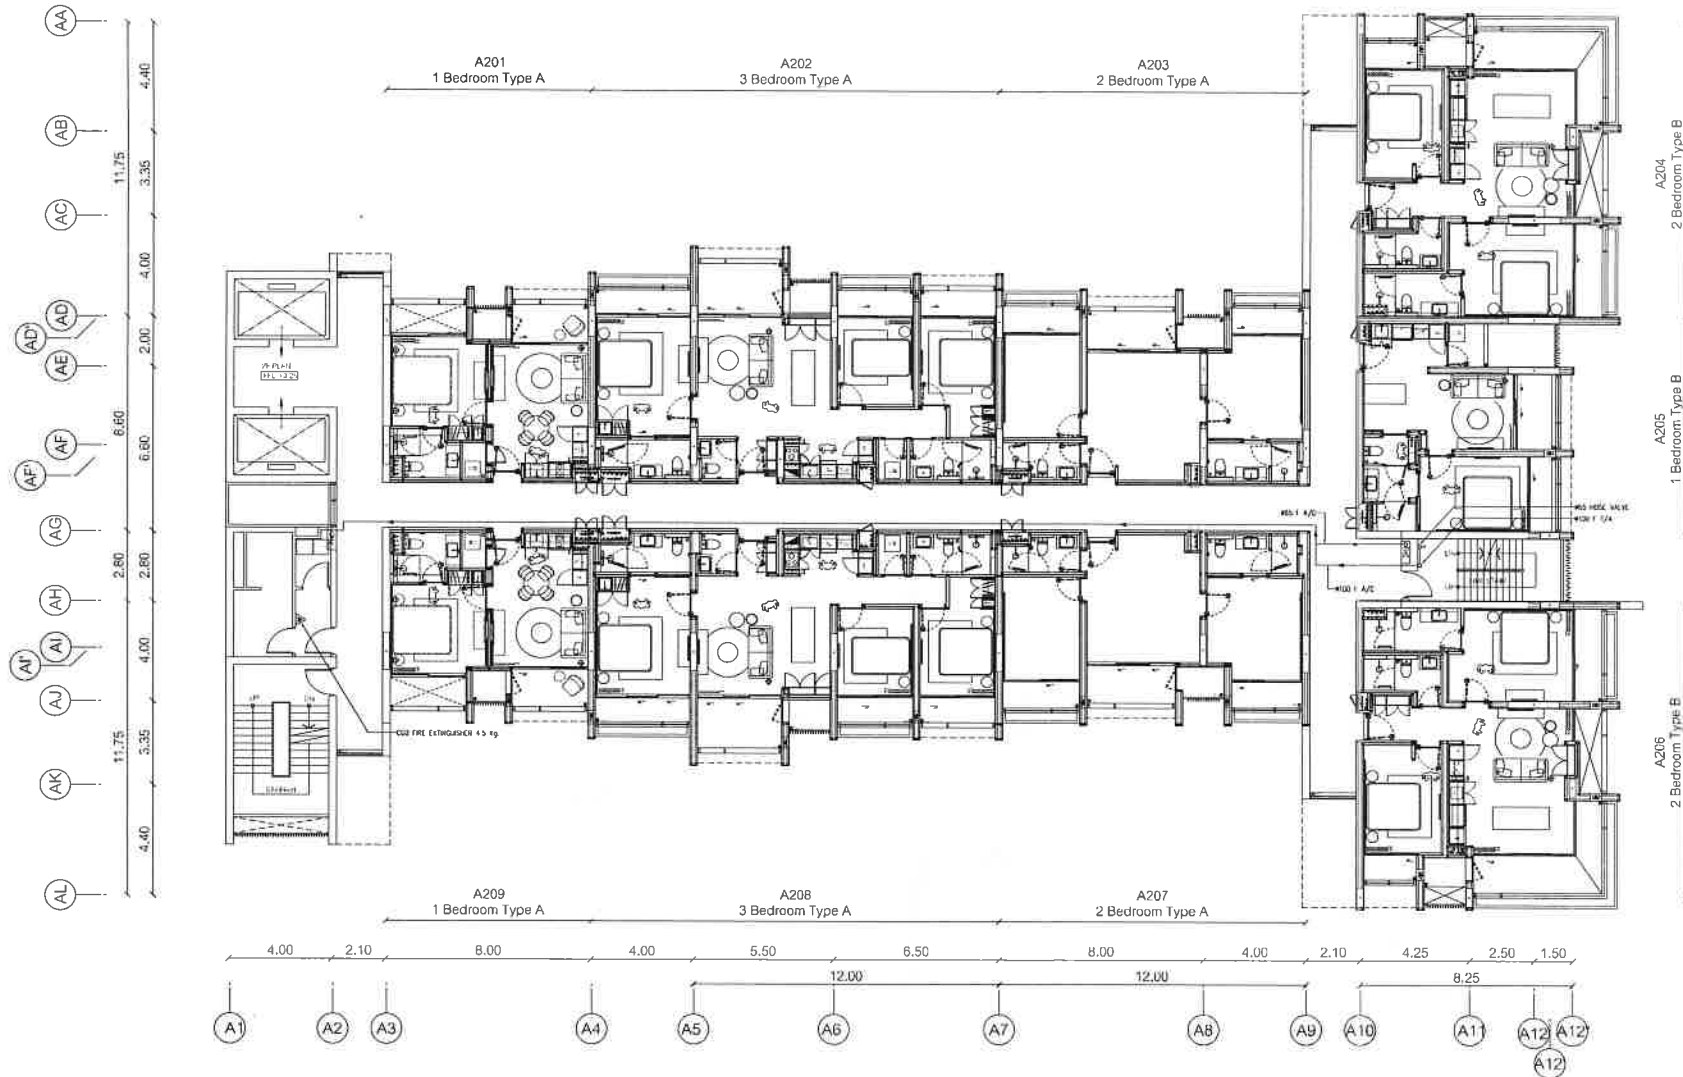 AA
AB
AC
AD
AD'
AE
AF
AF'
AG
AH
AI
AI'
AJ
AK
AL
4.40
11.75
3.35
4.00
2.00
8.60
6.60
2.80
2.80
4.00
11.75
3.35
4.40
A201
1 Bedroom Type A
A202
3 Bedroom Type A
A203
2 Bedroom Type A
A204
2 Bedroom Type B
A205
1 Bedroom Type B
A206
2 Bedroom Type B
UP
CO2 FIRE EXTINGUISHER 4.5 Kg.
A209
1 Bedroom Type A
A208
3 Bedroom Type A
A207
2 Bedroom Type A
4.00 2.10 8.00 4.00 5.50 6.50 8.00 4.00 2.10 4.25 2.50 1.50
12.00 12.00 8.25
A1 A2 A3 A4 A5 A6 A7 A8 A9 A10 A11 A12 A12'
A12'